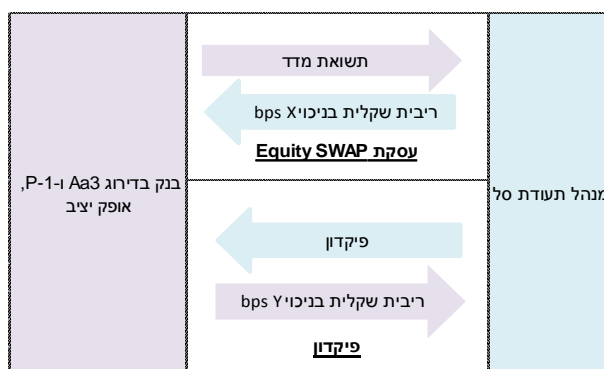 תשואת מדד
ריבית שקלית בניכוי X bps
עסקת Equity SWAP
מנהל תעודת סל
בנק בדירוג Aa3 ו-P-1,
אופק יציב
פיקדון
ריבית שקלית בניכוי Y bps
פיקדון